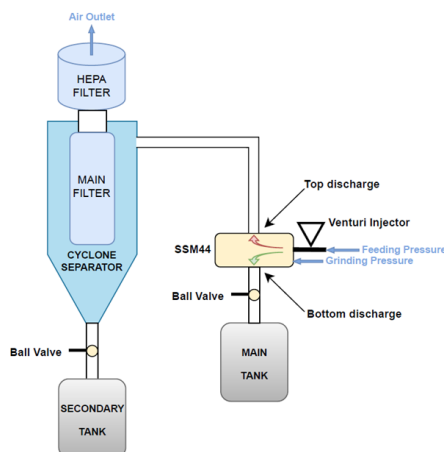 Air Outlet
HEPA
FILTER
MAIN
FILTER
CYCLONE
SEPARATOR
Top discharge
Venturi Injector
SSM44
Feeding Pressure
Grinding Pressure
Ball Valve
Bottom discharge
Ball Valve
MAIN
TANK
SECONDARY
TANK